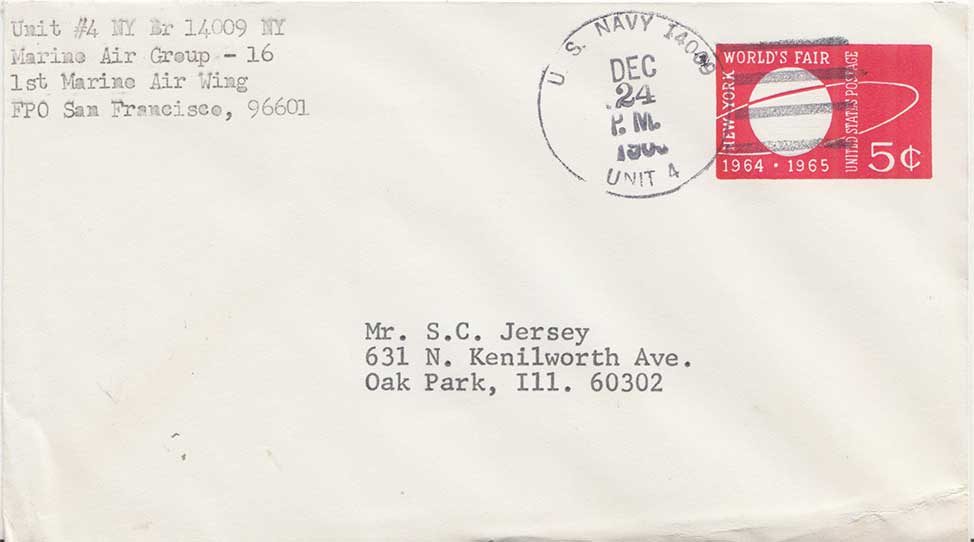 Unit #4 NY Br 14009 NY
Marine Air Group - 16
1st Marine Air Wing
FPO San Francisco, 96601
U. S. NAVY 14009
DEC
24
P.M.
UNIT 4
NEW YORK
WORLD'S FAIR
1964 · 1965
UNITED STATES POSTAGE
5¢
Mr. S.C. Jersey
631 N. Kenilworth Ave.
Oak Park, Ill. 60302